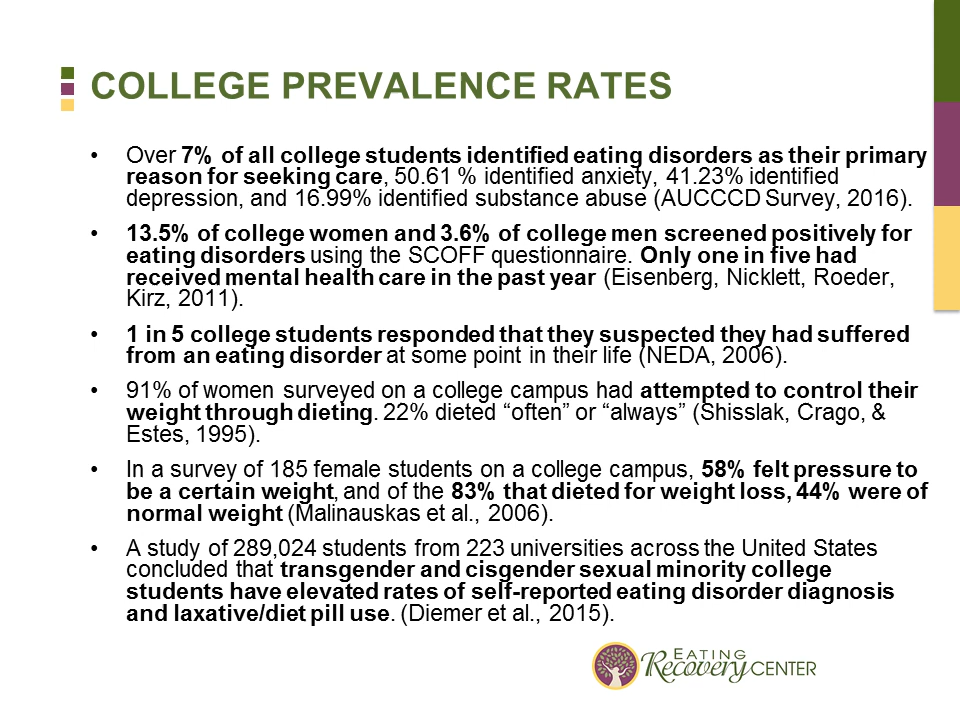 COLLEGE PREVALENCE RATES
• Over 7% of all college students identified eating disorders as their primary
reason for seeking care, 50.61 % identified anxiety, 41.23% identified
depression, and 16.99% identified substance abuse (AUCCCD Survey, 2016).
• 13.5% of college women and 3.6% of college men screened positively for
eating disorders using the SCOFF questionnaire. Only one in five had
received mental health care in the past year (Eisenberg, Nicklett, Roeder,
Kirz, 2011).
• 1 in 5 college students responded that they suspected they had suffered
from an eating disorder at some point in their life (NEDA, 2006).
• 91% of women surveyed on a college campus had attempted to control their
weight through dieting. 22% dieted “often” or “always” (Shisslak, Crago, &
Estes, 1995).
• In a survey of 185 female students on a college campus, 58% felt pressure to
be a certain weight, and of the 83% that dieted for weight loss, 44% were of
normal weight (Malinauskas et al., 2006).
• A study of 289,024 students from 223 universities across the United States
concluded that transgender and cisgender sexual minority college
students have elevated rates of self-reported eating disorder diagnosis
and laxative/diet pill use. (Diemer et al., 2015).
EATING
Recovery CENTER